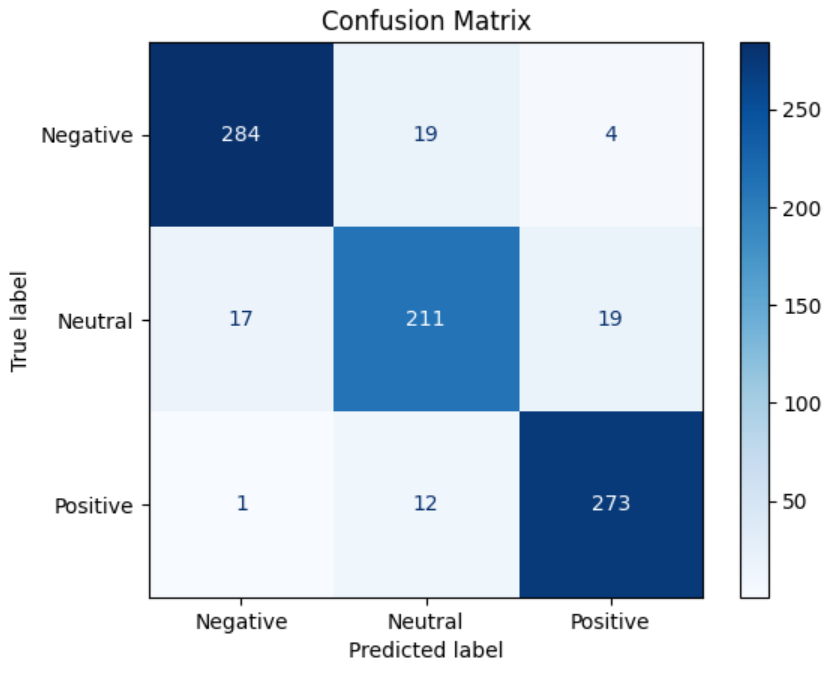 Confusion Matrix
Negative 284 19 4
Neutral 17 211 19
Positive 1 12 273
Negative Neutral Positive
Predicted label
True label
250
200
150
100
50